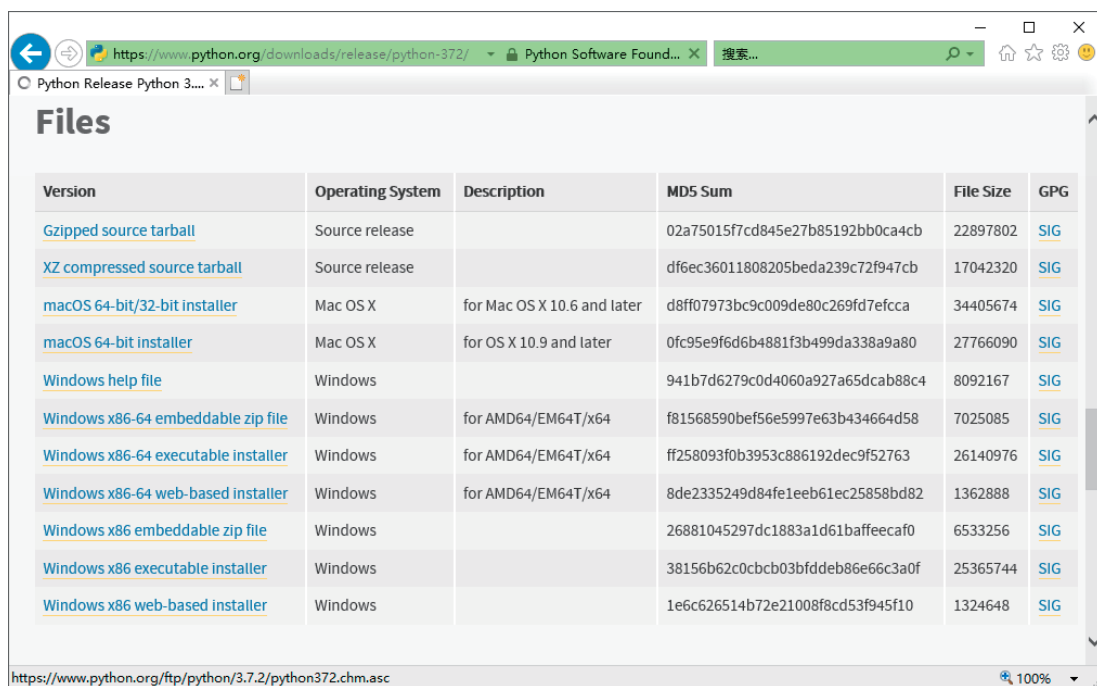 https://www.python.org/downloads/release/python-372/ Python Software Found... 搜索...
Python Release Python 3....
Files
Version Operating System Description MD5 Sum File Size GPG
Gzipped source tarball Source release 02a75015f7cd845e27b85192bb0ca4cb 22897802 SIG
XZ compressed source tarball Source release df6ec36011808205beda239c72f947cb 17042320 SIG
macOS 64-bit/32-bit installer Mac OS X for Mac OS X 10.6 and later d8ff07973bc9c009de80c269fd7efcca 34405674 SIG
macOS 64-bit installer Mac OS X for OS X 10.9 and later 0fc95e9f6d6b4881f3b499da338a9a80 27766090 SIG
Windows help file Windows 941b7d6279c0d4060a927a65dcab88c4 8092167 SIG
Windows x86-64 embeddable zip file Windows for AMD64/EM64T/x64 f81568590bef56e5997e63b434664d58 7025085 SIG
Windows x86-64 executable installer Windows for AMD64/EM64T/x64 ff258093f0b3953c886192dec9f52763 26140976 SIG
Windows x86-64 web-based installer Windows for AMD64/EM64T/x64 8de2335249d84fe1eeb61ec25858bd82 1362888 SIG
Windows x86 embeddable zip file Windows 26881045297dc1883a1d61baffeecaf0 6533256 SIG
Windows x86 executable installer Windows 38156b62c0cbcb03bfddeb86e66c3a0f 25365744 SIG
Windows x86 web-based installer Windows 1e6c626514b72e21008f8cd53f945f10 1324648 SIG
https://www.python.org/ftp/python/3.7.2/python372.chm.asc 100%